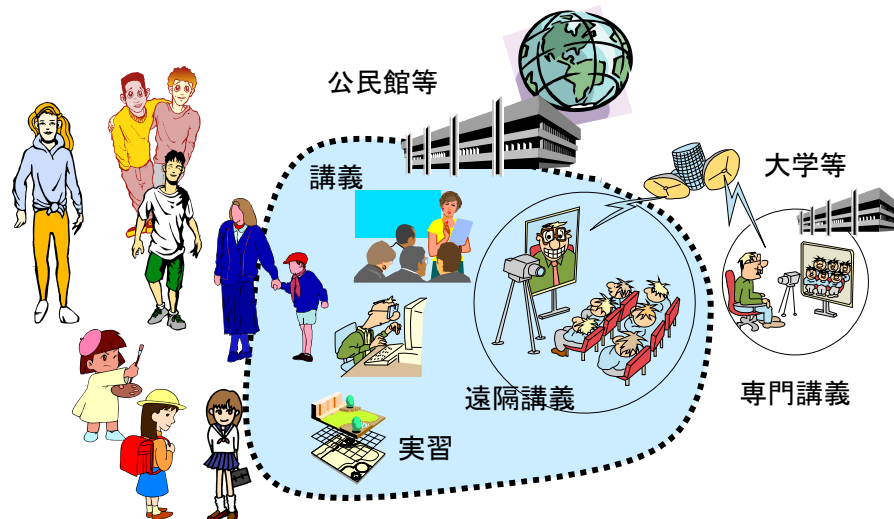 公民館等
大学等
講義
遠隔講義
専門講義
実習